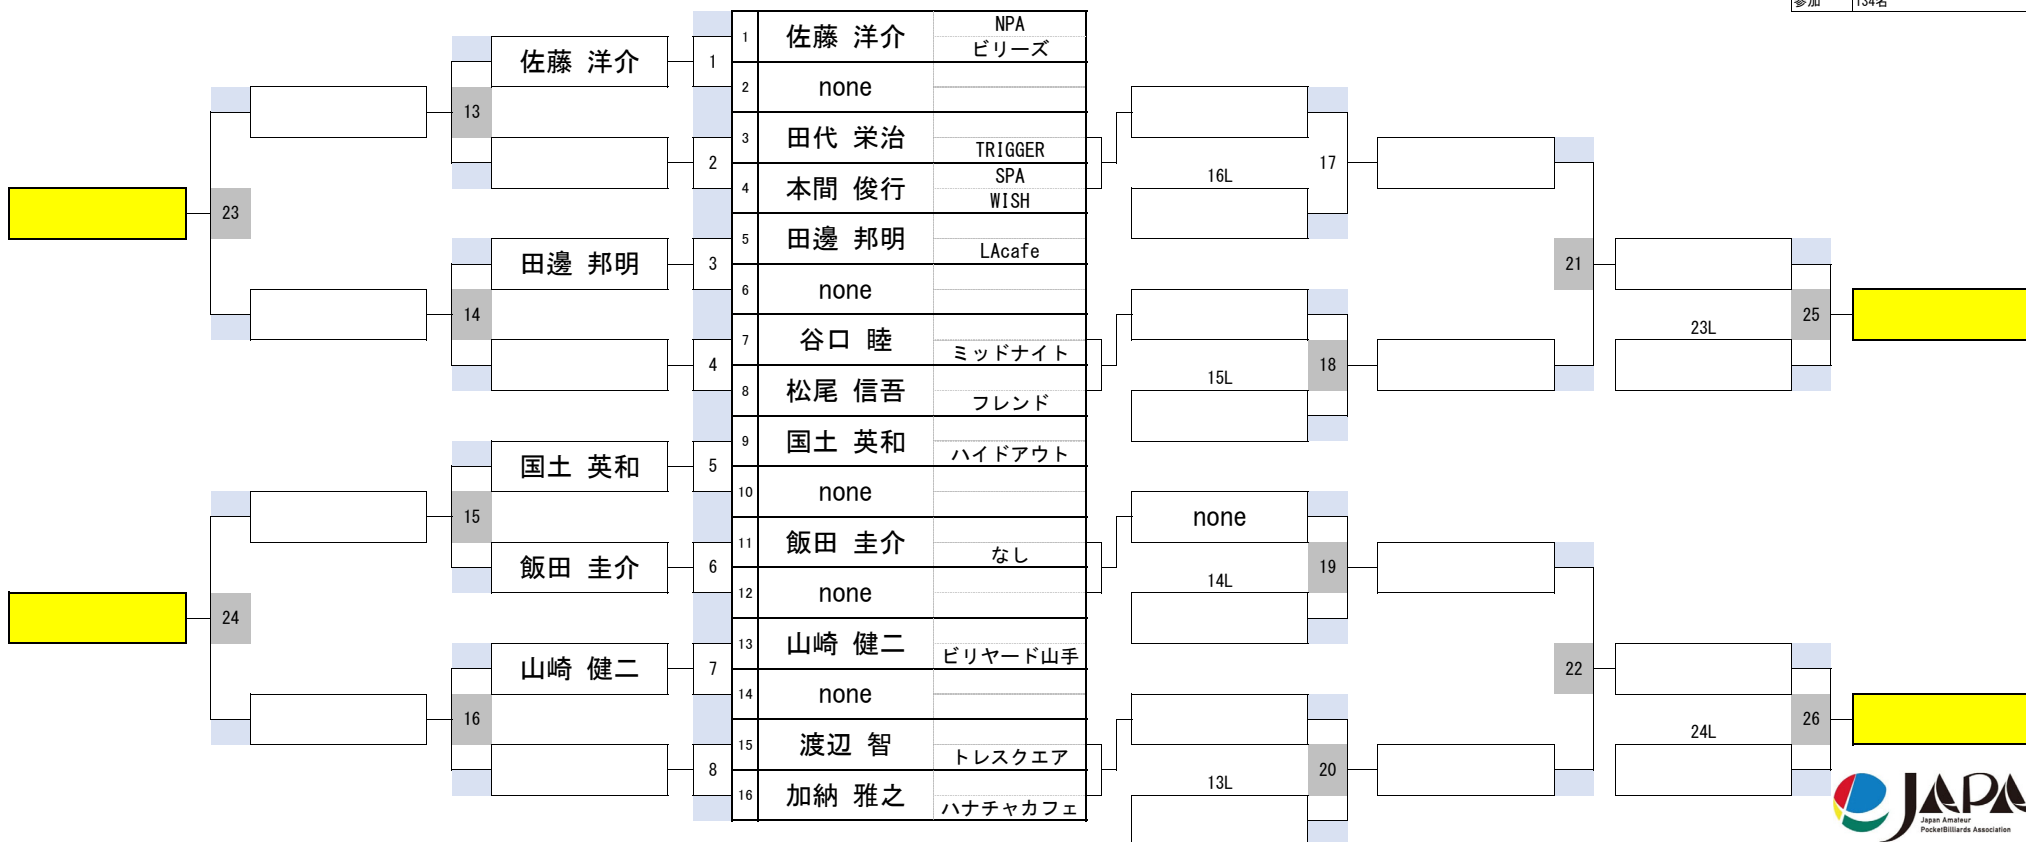 参加 134名
1 佐藤 洋介 NPA
ビリーズ
2 none
3 田代 栄治 TRIGGER
4 本間 俊行 SPA
WISH
5 田邊 邦明 LAcafe
6 none
7 谷口 睦 ミッドナイト
8 松尾 信吾 フレンド
9 国土 英和 ハイドアウト
10 none
11 飯田 圭介 なし
12 none
13 山崎 健二 ビリヤード山手
14 none
15 渡辺 智 トレスクエア
16 加納 雅之 ハナチャカフェ
佐藤 洋介 1
2
13
田邊 邦明 3
4
14
国土 英和 5
飯田 圭介 6
15
山崎 健二 7
8
16
23
24
16L
17
15L
18
none
14L
19
13L
20
21
22
23L
25
24L
26
JAPA
Japan Amateur
PocketBilliards Association